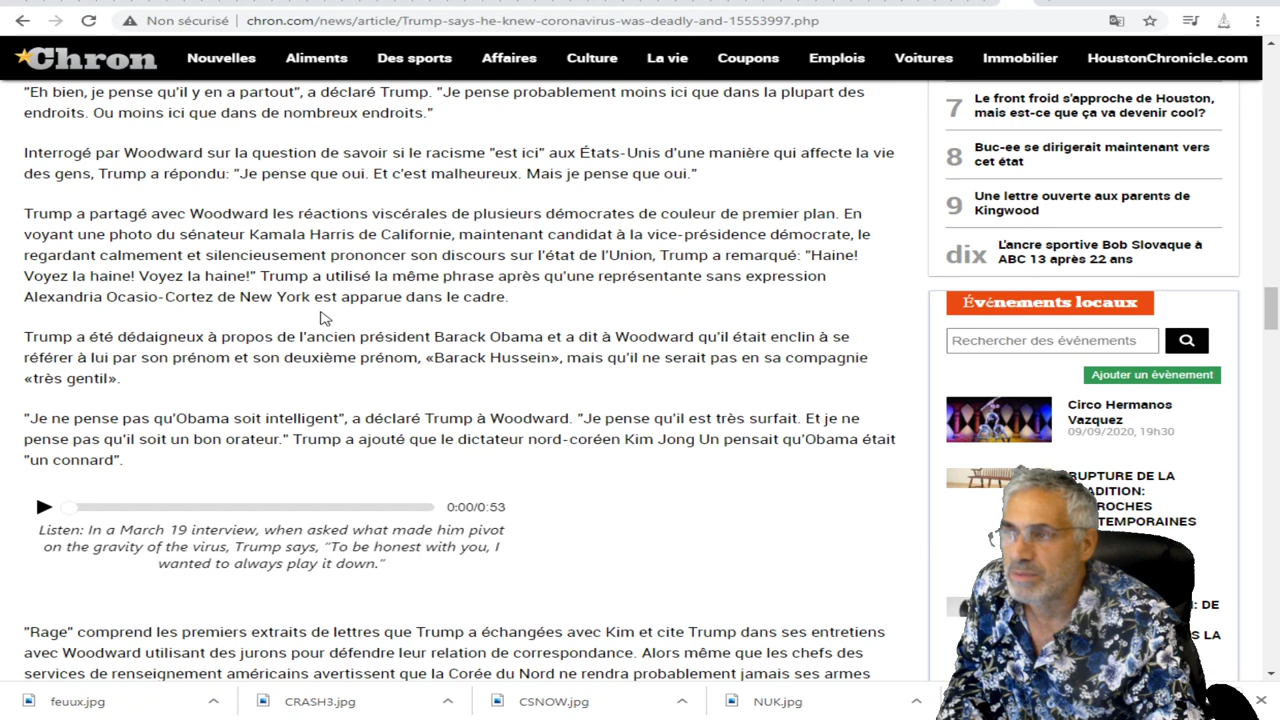 Non sécurisé
chron.com/news/article/Trump-says-he-knew-coronavirus-was-deadly-and-15553997.php
Chron
Nouvelles
Aliments
Des sports
Affaires
Culture
La vie
Coupons
Emplois
Voitures
Immobilier
HoustonChronicle.com
"Eh bien, je pense qu'il y en a partout", a déclaré Trump. "Je pense probablement moins ici que dans la plupart des
endroits. Ou moins ici que dans de nombreux endroits."
Interrogé par Woodward sur la question de savoir si le racisme "est ici" aux États-Unis d'une manière qui affecte la vie
des gens, Trump a répondu: "Je pense que oui. Et c'est malheureux. Mais je pense que oui."
Trump a partagé avec Woodward les réactions viscérales de plusieurs démocrates de couleur de premier plan. En
voyant une photo du sénateur Kamala Harris de Californie, maintenant candidat à la vice-présidence démocrate, le
regardant calmement et silencieusement prononcer son discours sur l'état de l'Union, Trump a remarqué: "Haine!
Voyez la haine! Voyez la haine!" Trump a utilisé la même phrase après qu'une représentante sans expression
Alexandria Ocasio-Cortez de New York est apparue dans le cadre.
Trump a été dédaigneux à propos de l'ancien président Barack Obama et a dit à Woodward qu'il était enclin à se
référer à lui par son prénom et son deuxième prénom, «Barack Hussein», mais qu'il ne serait pas en sa compagnie
«très gentil».
"Je ne pense pas qu'Obama soit intelligent", a déclaré Trump à Woodward. "Je pense qu'il est très surfait. Et je ne
pense pas qu'il soit un bon orateur." Trump a ajouté que le dictateur nord-coréen Kim Jong Un pensait qu'Obama était
"un connard".
0:00/0:53
Listen: In a March 19 interview, when asked what made him pivot
on the gravity of the virus, Trump says, "To be honest with you, I
wanted to always play it down."
"Rage" comprend les premiers extraits de lettres que Trump a échangées avec Kim et cite Trump dans ses entretiens
avec Woodward utilisant des jurons pour défendre leur relation de correspondance. Alors même que les chefs des
services de renseignement américains avertissent que la Corée du Nord ne rendra probablement jamais ses armes
7 Le front froid s'approche de Houston,
mais est-ce que ça va devenir cool?
8 Buc-ee se dirigerait maintenant vers
cet état
9 Une lettre ouverte aux parents de
Kingwood
dix L'ancre sportive Bob Slovaque à
ABC 13 après 22 ans
Événements locaux
Rechercher des événements
Ajouter un évènement
Circo Hermanos
Vazquez
09/09/2020, 19h30
RUPTURE DE LA
feuux.jpg
CRASH3.jpg
CSNOW.jpg
NUK.jpg